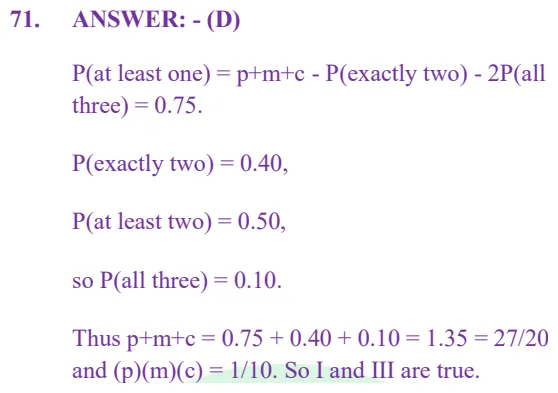 71. ANSWER: - (D)
P(at least one) = p+m+c - P(exactly two) - 2P(all
three) = 0.75.
P(exactly two) = 0.40,
P(at least two) = 0.50,
so P(all three) = 0.10.
Thus p+m+c = 0.75 + 0.40 + 0.10 = 1.35 = 27/20
and (p)(m)(c) = 1/10. So I and III are true.